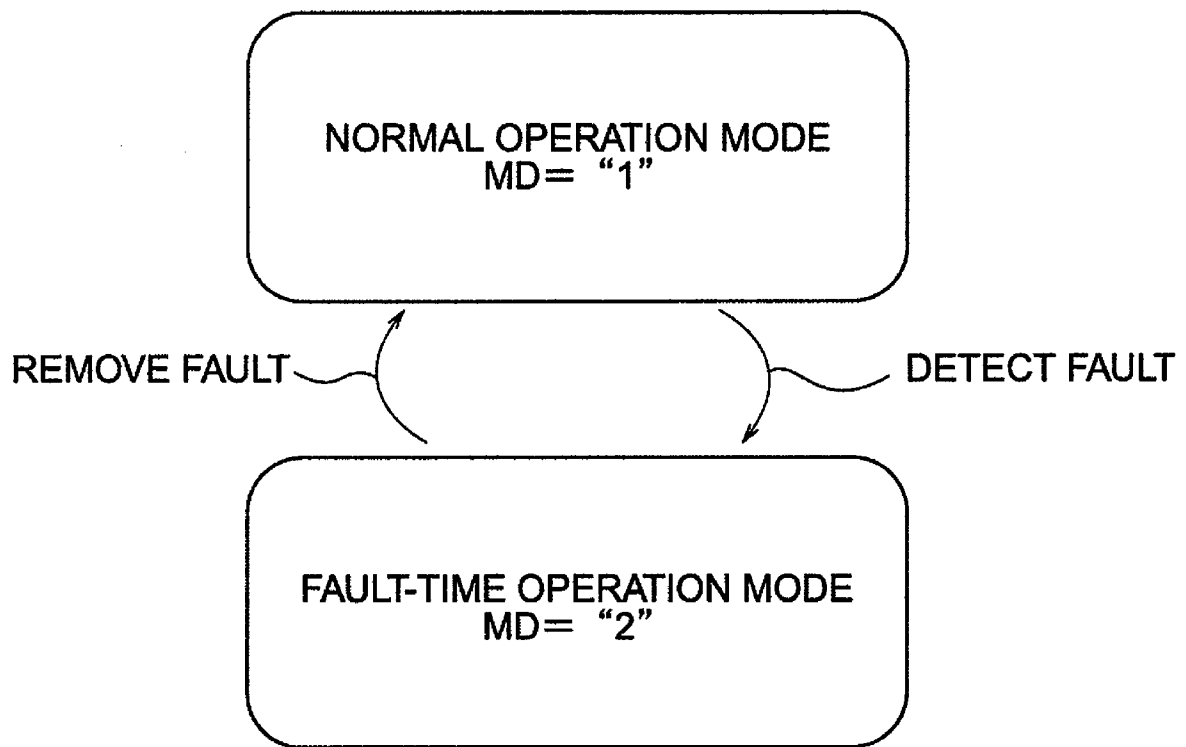 NORMAL OPERATION MODE
MD= “1”
REMOVE FAULT
DETECT FAULT
FAULT-TIME OPERATION MODE
MD= “2”